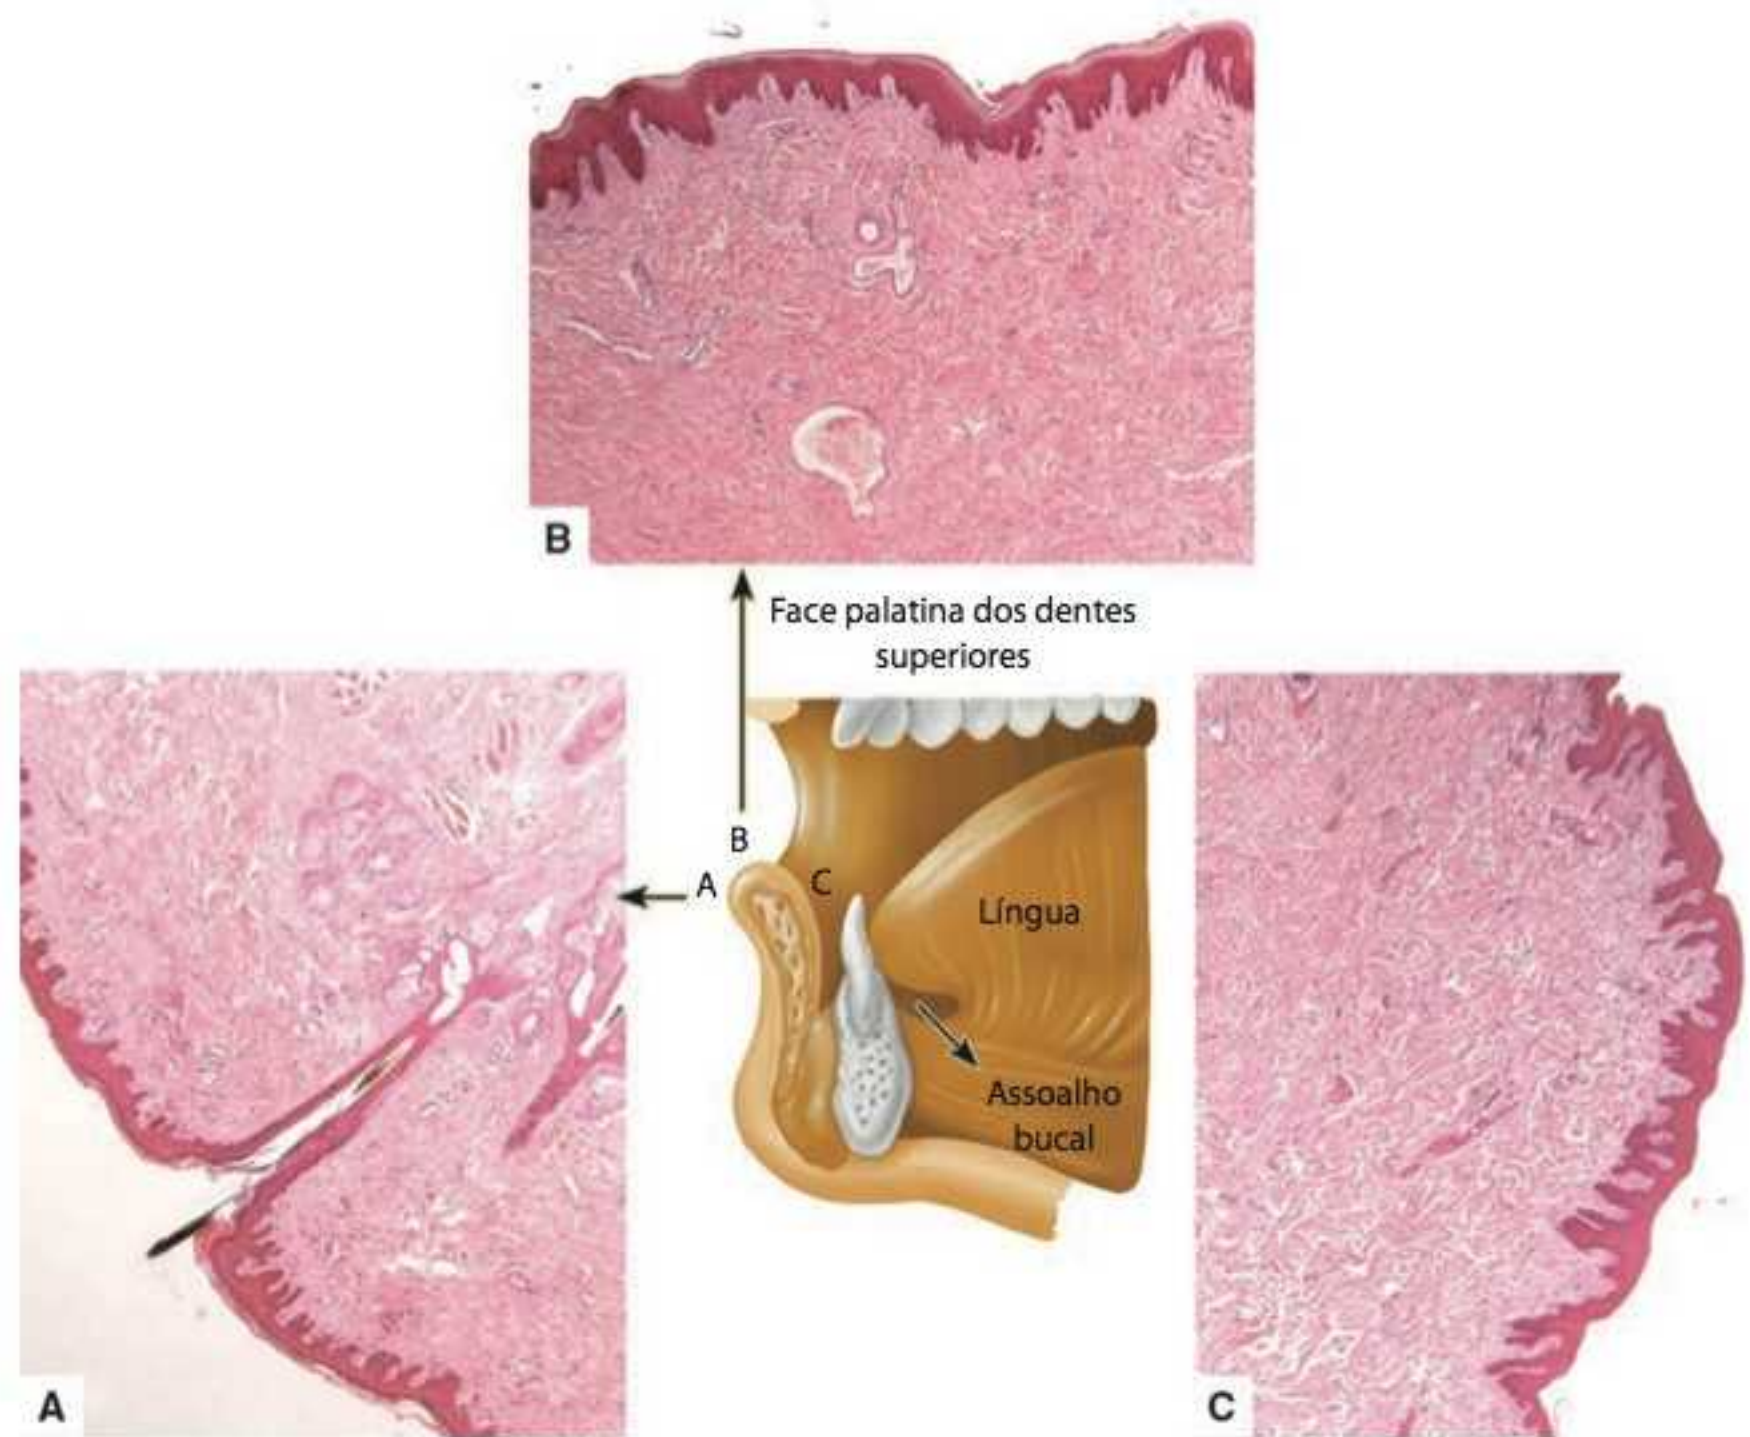 B
Face palatina dos dentes
superiores
B
A
C
Língua
Assoalho
bucal
A
C